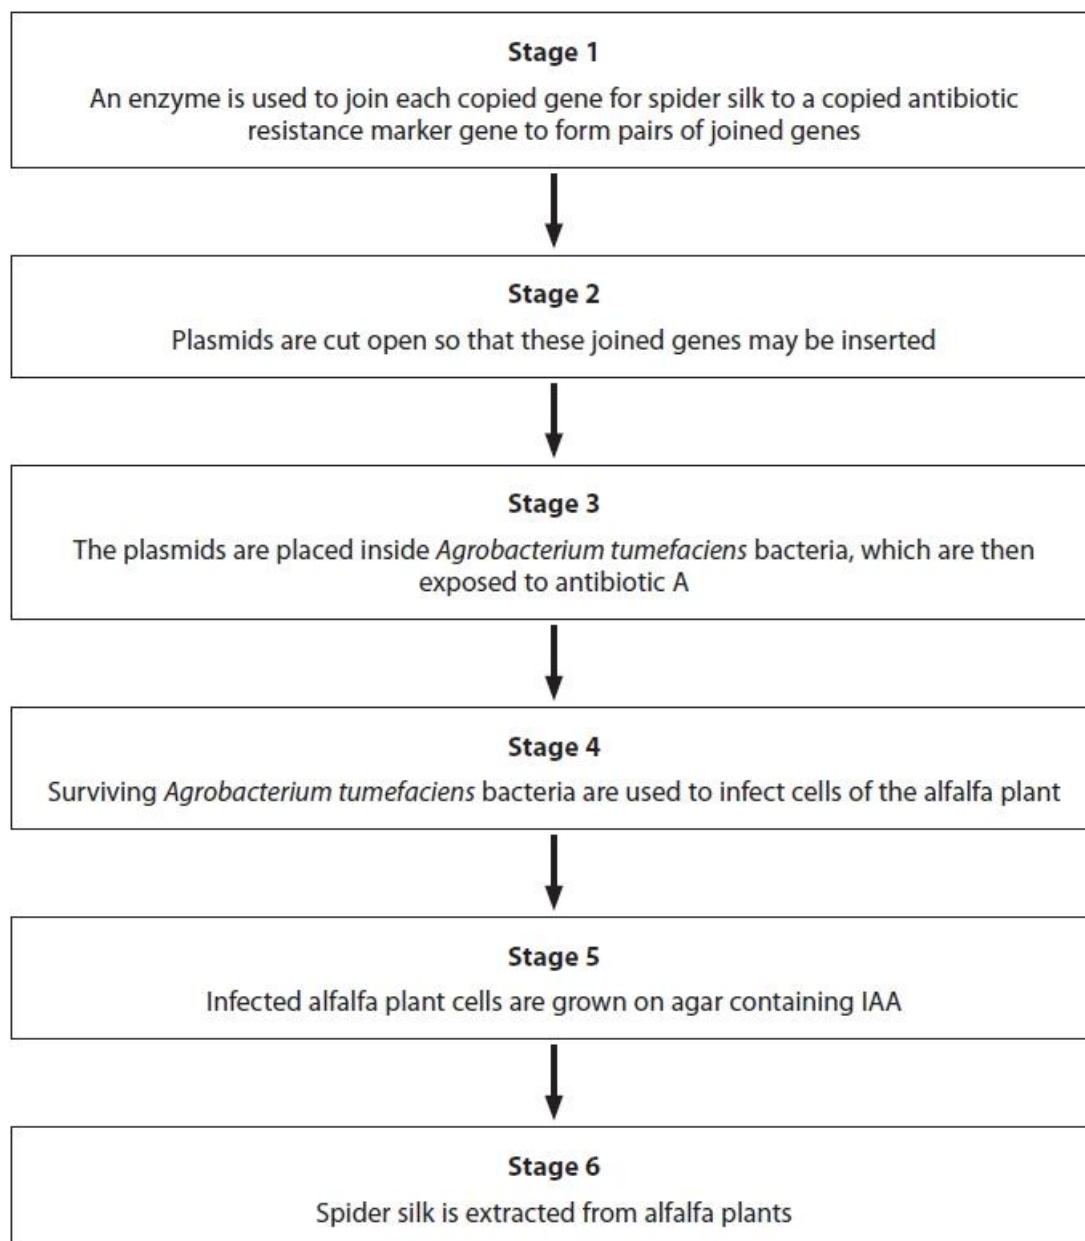 Stage 1
An enzyme is used to join each copied gene for spider silk to a copied antibiotic
resistance marker gene to form pairs of joined genes
Stage 2
Plasmids are cut open so that these joined genes may be inserted
Stage 3
The plasmids are placed inside Agrobacterium tumefaciens bacteria, which are then
exposed to antibiotic A
Stage 4
Surviving Agrobacterium tumefaciens bacteria are used to infect cells of the alfalfa plant
Stage 5
Infected alfalfa plant cells are grown on agar containing IAA
Stage 6
Spider silk is extracted from alfalfa plants